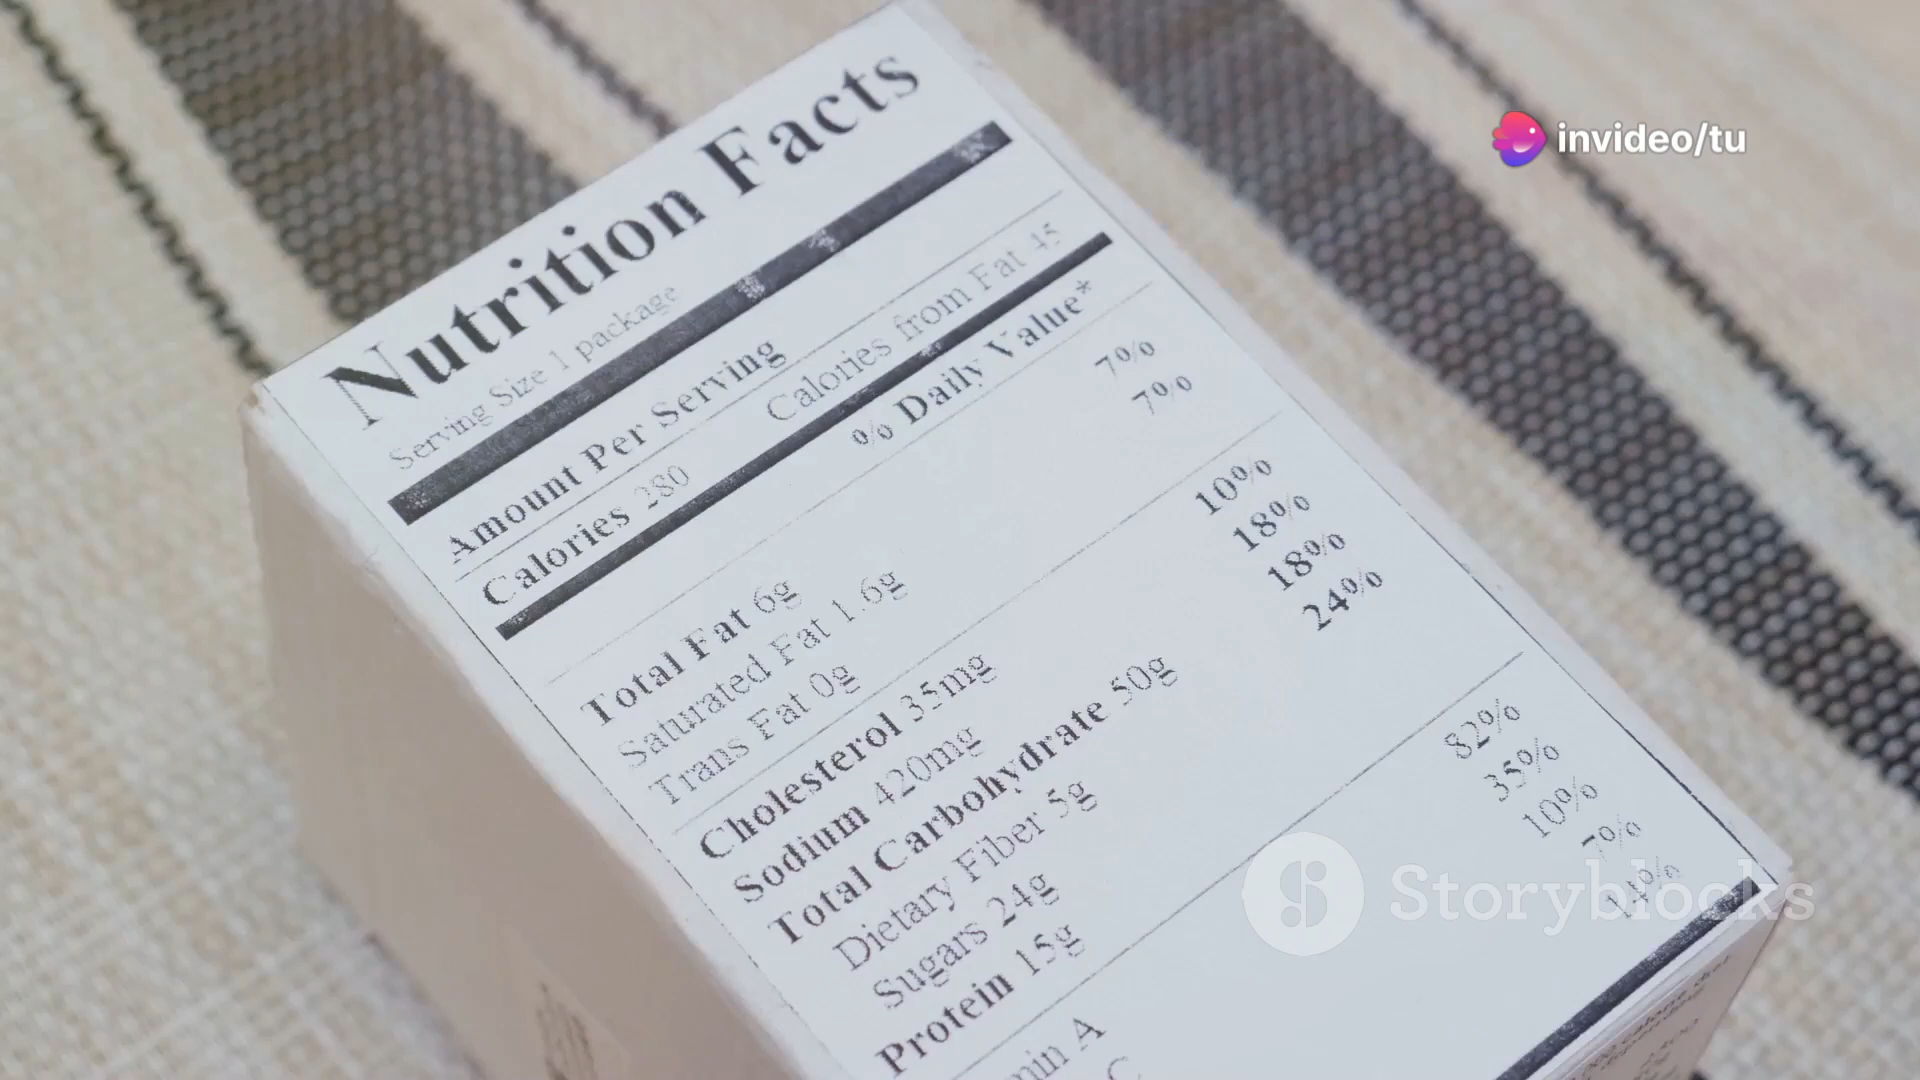 invideo/tu
Nutrition Facts
Serving Size 1 package
Amount Per Serving
Calories 280 Calories from Fat 45
% Daily Value*
Total Fat 6g 7%
Saturated Fat 1.6g 7%
Trans Fat 0g
Cholesterol 35mg 10%
Sodium 420mg 18%
Total Carbohydrate 50g 18%
Dietary Fiber 5g 24%
Sugars 24g
Protein 15g
82%
35%
10%
7%
14%
Storyblocks